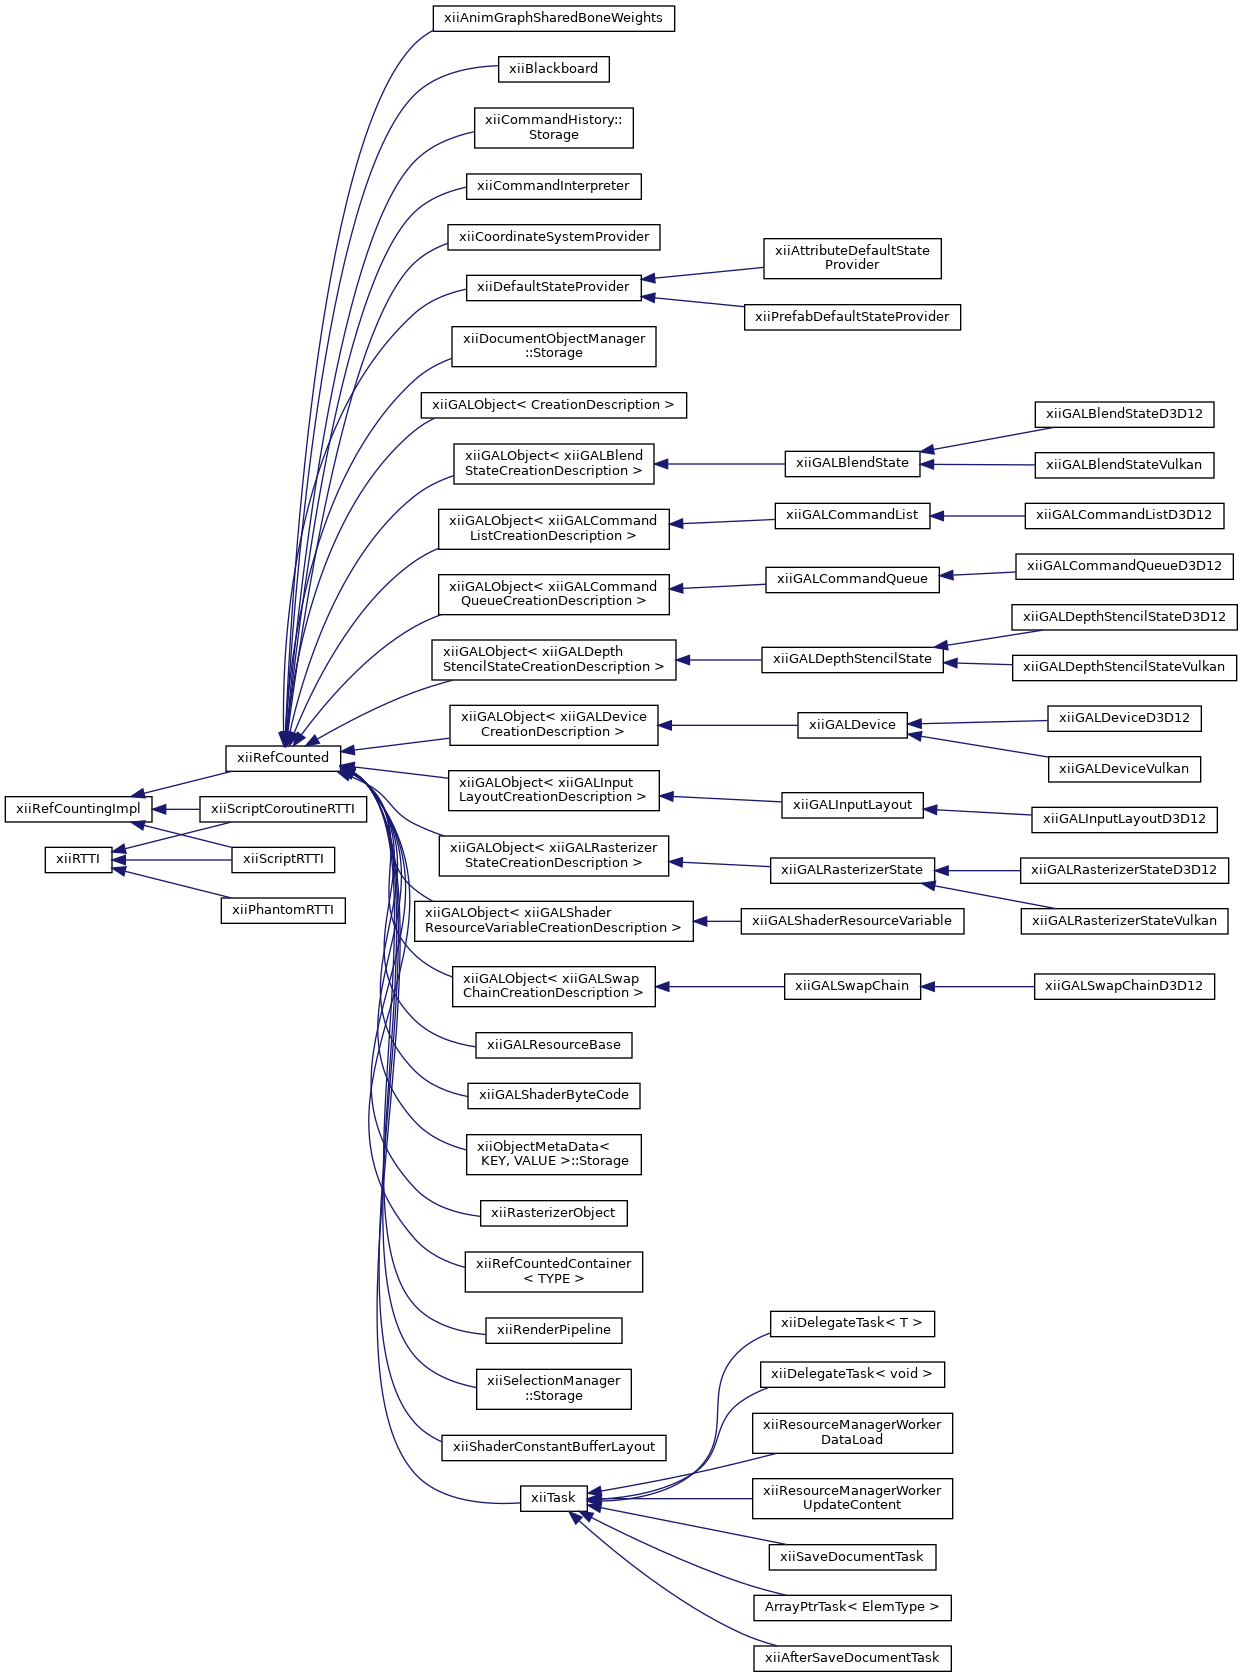 xiiAnimGraphSharedBoneWeights
xiiBlackboard
xiiCommandHistory::
Storage
xiiCommandInterpreter
xiiCoordinateSystemProvider
xiiDefaultStateProvider
xiiAttributeDefaultState
Provider
xiiPrefabDefaultStateProvider
xiiDocumentObjectManager
::Storage
xiiGALObject< CreationDescription >
xiiGALObject< xiiGALBlend
StateCreationDescription >
xiiGALBlendState
xiiGALBlendStateD3D12
xiiGALBlendStateVulkan
xiiGALObject< xiiGALCommand
ListCreationDescription >
xiiGALCommandList
xiiGALCommandListD3D12
xiiGALObject< xiiGALCommand
QueueCreationDescription >
xiiGALCommandQueue
xiiGALCommandQueueD3D12
xiiGALObject< xiiGALDepth
StencilStateCreationDescription >
xiiGALDepthStencilState
xiiGALDepthStencilStateD3D12
xiiGALDepthStencilStateVulkan
xiiGALObject< xiiGALDevice
CreationDescription >
xiiGALDevice
xiiGALDeviceD3D12
xiiGALDeviceVulkan
xiiRefCounted
xiiRefCountingImpl
xiiScriptCoroutineRTTI
xiiRTTI
xiiScriptRTTI
xiiPhantomRTTI
xiiGALObject< xiiGALInput
LayoutCreationDescription >
xiiGALInputLayout
xiiGALInputLayoutD3D12
xiiGALObject< xiiGALRasterizer
StateCreationDescription >
xiiGALRasterizerState
xiiGALRasterizerStateD3D12
xiiGALRasterizerStateVulkan
xiiGALObject< xiiGALShader
ResourceVariableCreationDescription >
xiiGALShaderResourceVariable
xiiGALObject< xiiGALSwap
ChainCreationDescription >
xiiGALSwapChain
xiiGALSwapChainD3D12
xiiGALResourceBase
xiiGALShaderByteCode
xiiObjectMetaData<
KEY, VALUE >::Storage
xiiRasterizerObject
xiiRefCountedContainer
< TYPE >
xiiRenderPipeline
xiiSelectionManager
::Storage
xiiShaderConstantBufferLayout
xiiTask
xiiDelegateTask< T >
xiiDelegateTask< void >
xiiResourceManagerWorker
DataLoad
xiiResourceManagerWorker
UpdateContent
xiiSaveDocumentTask
ArrayPtrTask< ElemType >
xiiAfterSaveDocumentTask